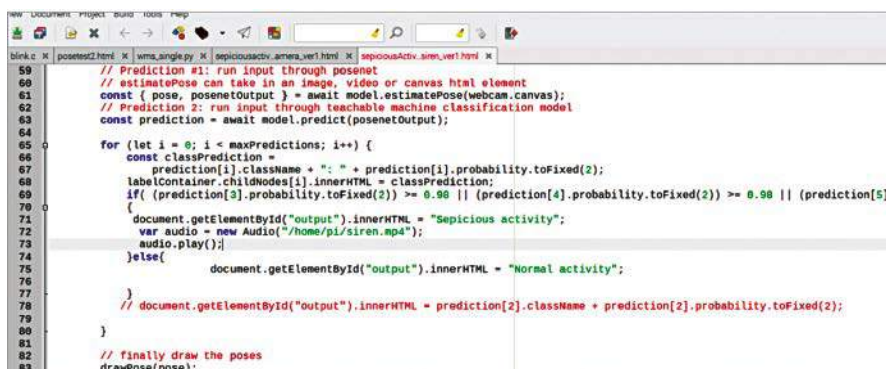 Document Project Build Tools Help
blink.c posetest2.html wms_single.py sepiciousactiv..amera_ver1.html sepiciousActiv..siren_ver1.html
59 // Prediction #1: run input through posenet
60 // estimatePose can take in an image, video or canvas html element
61 const { pose, posenetOutput } = await model.estimatePose(webcam.canvas);
62 // Prediction 2: run input through teachable machine classification model
63 const prediction = await model.predict(posenetOutput);
64
65 for (let i = 0; i < maxPredictions; i++) {
66 const classPrediction =
67 prediction[i].className + ": " + prediction[i].probability.toFixed(2);
68 labelContainer.childNodes[i].innerHTML = classPrediction;
69 if( (prediction[3].probability.toFixed(2)) >= 0.98 || (prediction[4].probability.toFixed(2)) >= 0.98 || (prediction[5]
70 {
71 document.getElementById("output").innerHTML = "Sepicious activity";
72 var audio = new Audio("/home/pi/siren.mp4");
73 audio.play();
74 }else{
75 document.getElementById("output").innerHTML = "Normal activity";
76
77 }
78 // document.getElementById("output").innerHTML = prediction[2].className + prediction[2].probability.toFixed(2);
79
80 }
81
82 // finally draw the poses
83 drawPose(pose);